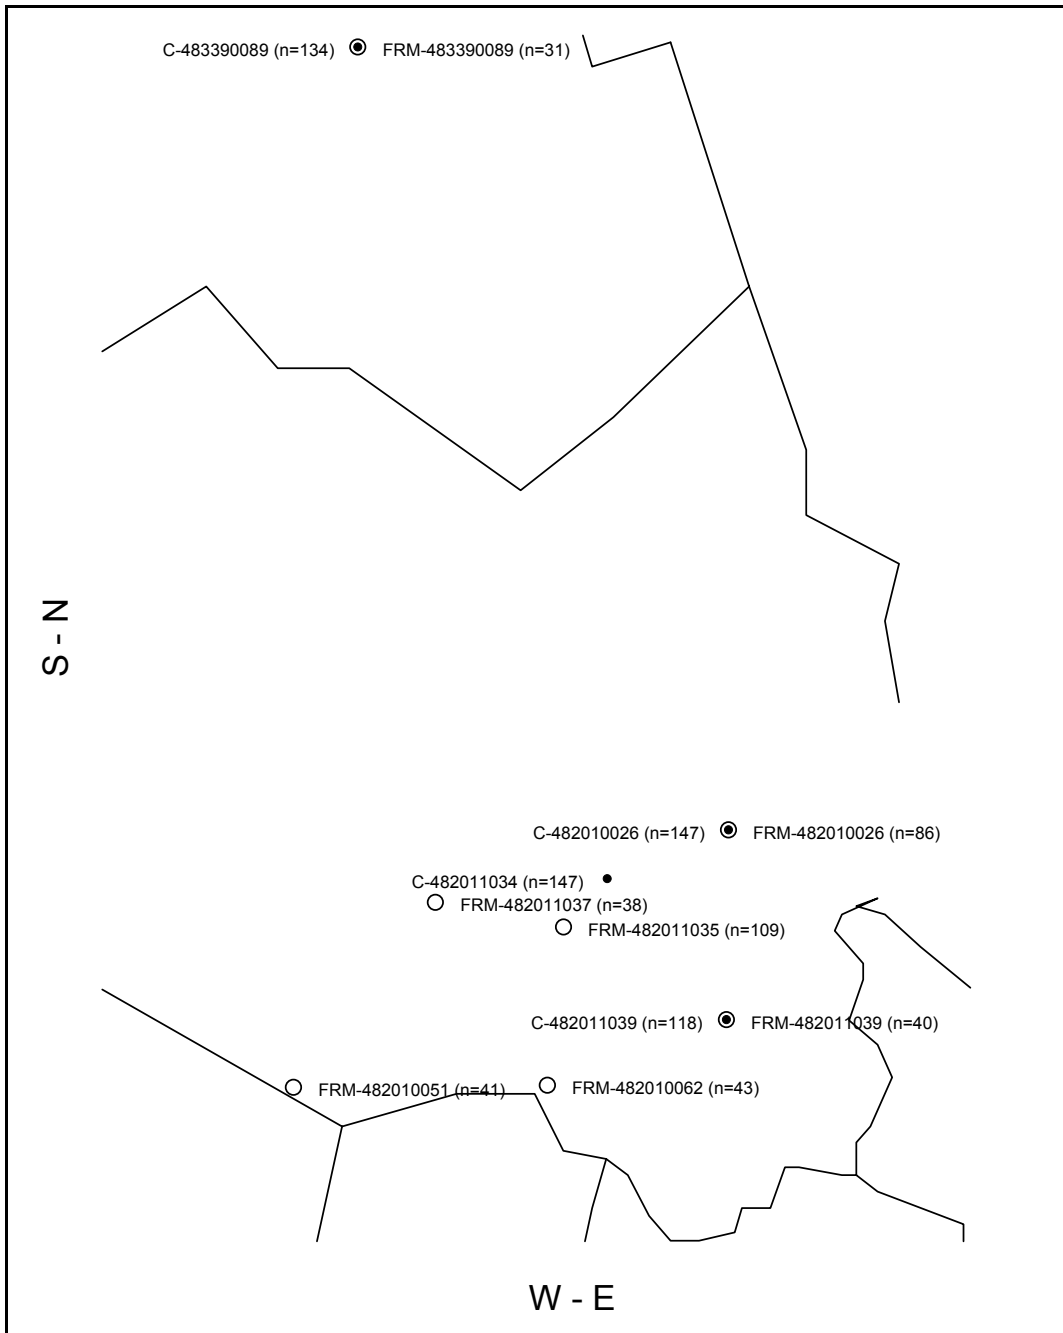 C-483390089 (n=134) FRM-483390089 (n=31)
S - N
C-482010026 (n=147) FRM-482010026 (n=86)
C-482011034 (n=147)
FRM-482011037 (n=38)
FRM-482011035 (n=109)
C-482011039 (n=118) FRM-482011039 (n=40)
FRM-482010051 (n=41) FRM-482010062 (n=43)
W - E